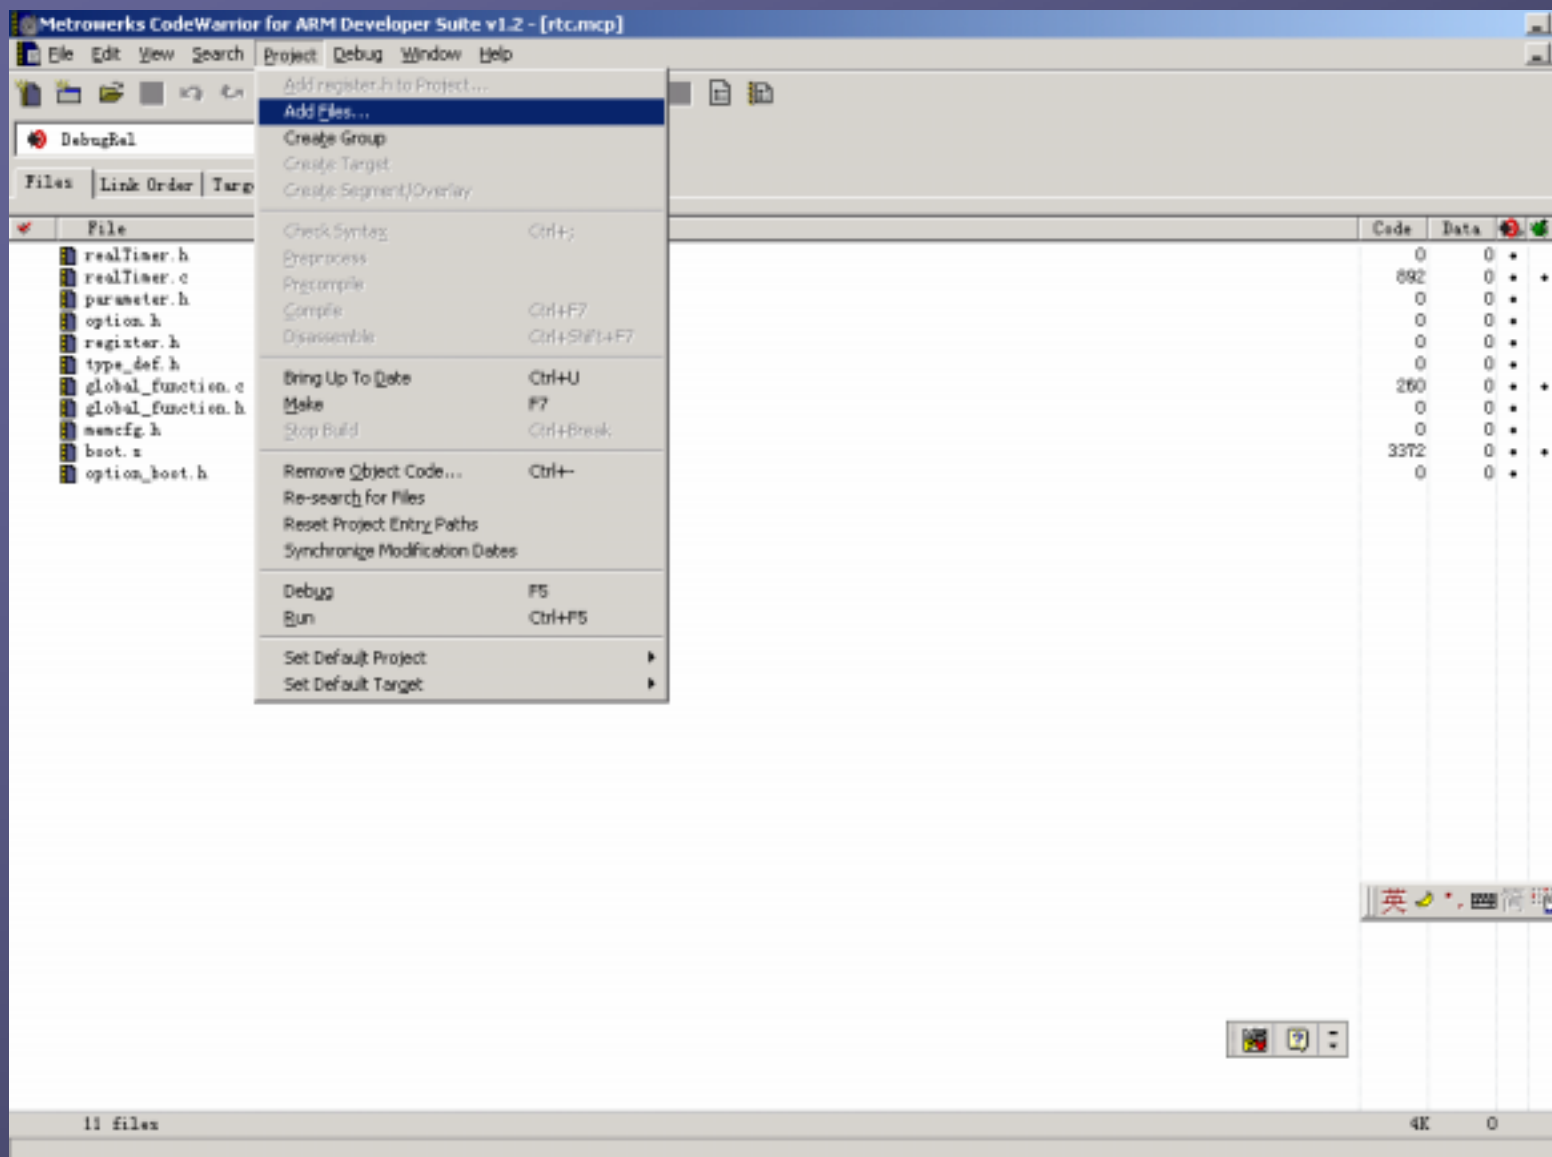 Metrowerks CodeWarrior for ARM Developer Suite v1.2 - [rtc.mcp]
File Edit View Search Project Debug Window Help
Add register.h to Project...
Add Files...
DebugRel
Create Group
Create Target
Files Link Order Targ
Create Segment/Overlay
File Code Data
Check Syntax Ctrl+;
Preprocess
Precompile
Compile Ctrl+F7
Disassemble Ctrl+Shift+F7
Bring Up To Date Ctrl+U
Make F7
Stop Build Ctrl+Break
Remove Object Code... Ctrl+-
Re-search for Files
Reset Project Entry Paths
Synchronize Modification Dates
Debug F5
Run Ctrl+F5
Set Default Project
Set Default Target
realTimer.h 0 0
realTimer.c 892 0
parameter.h 0 0
option.h 0 0
register.h 0 0
type_def.h 0 0
global_function.c 260 0
global_function.h 0 0
memcfg.h 0 0
boot.s 3372 0
option_boot.h 0 0
英 简
11 files 4K 0